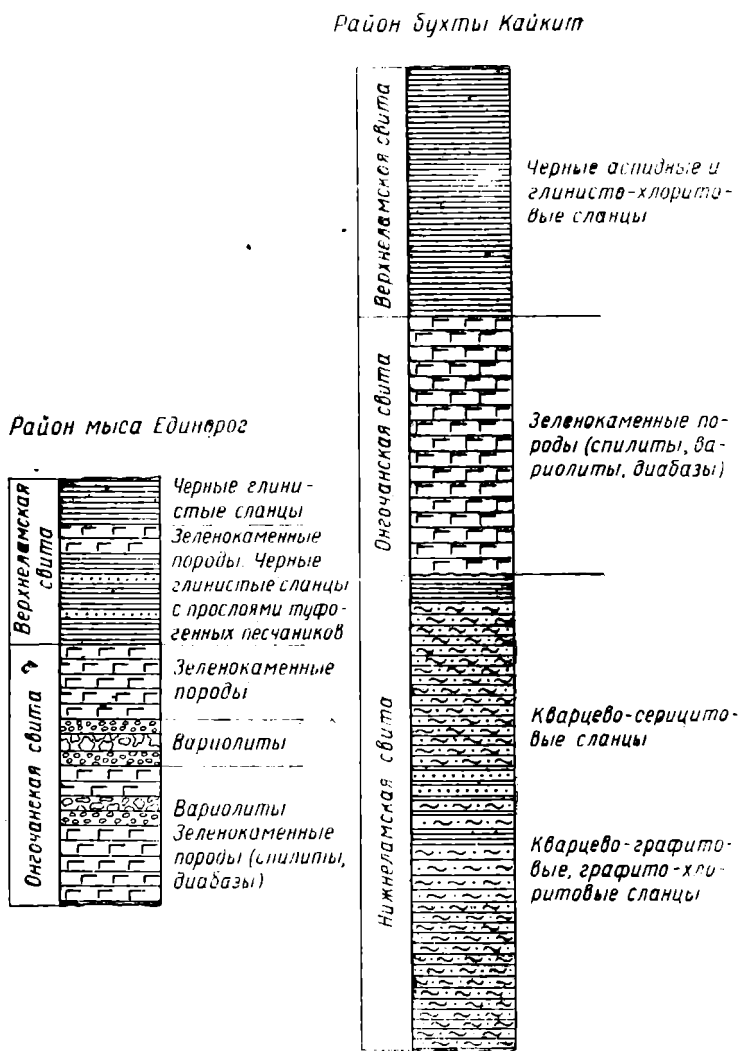 Район бухты Кайкит
Верхнеламская свита
Черные аспидные и
глинисто-хлорито-
вые сланцы
Онгочанская свита
Зеленокаменные по-
роды (спилиты, ва-
риолиты, диабазы)
Нижнеламская свита
Кварцево-серицито-
вые сланцы
Кварцево-графито-
вые, графито-хло-
ритовые сланцы
Район мыса Единорог
Верхнеламская
свита
Черные глини-
стые сланцы
Зеленокаменные
породы. Черные
глинистые сланцы
с прослоями туфо-
генных песчаников
Онгочанская свита ?
Зеленокаменные
породы
Вариолиты
Вариолиты
Зеленокаменные
породы (спилиты,
диабазы)